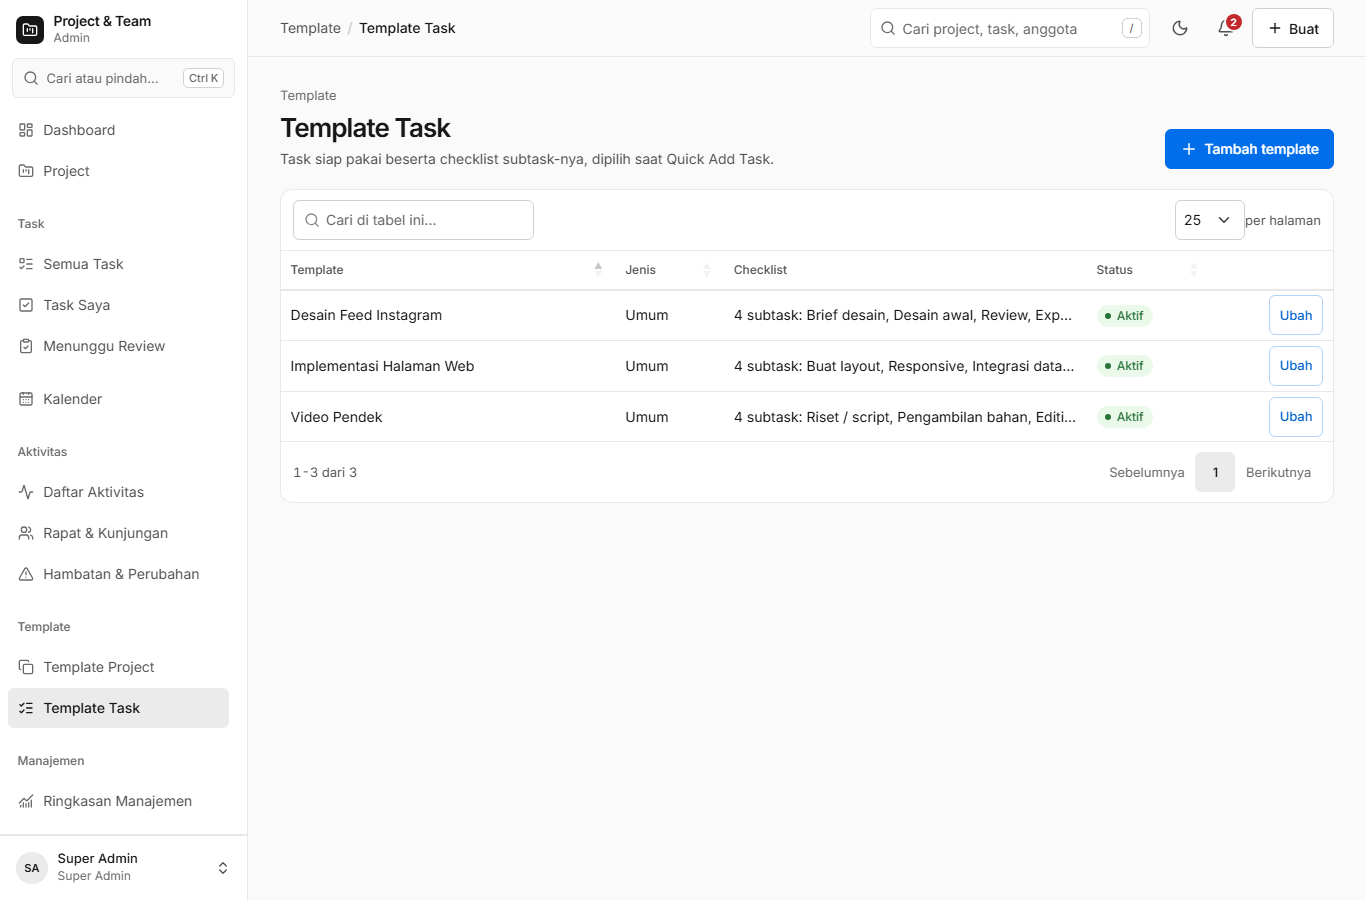 Project & Team
Admin
Cari atau pindah...
Ctrl K
Dashboard
Project
Task
Semua Task
Task Saya
Menunggu Review
Kalender
Aktivitas
Daftar Aktivitas
Rapat & Kunjungan
Hambatan & Perubahan
Template
Template Project
Template Task
Manajemen
Ringkasan Manajemen
SA
Super Admin
Super Admin
Template / Template Task
Cari project, task, anggota
/
2
Buat
Template
Template Task
Task siap pakai beserta checklist subtask-nya, dipilih saat Quick Add Task.
Tambah template
Cari di tabel ini...
25 per halaman
Template Jenis Checklist Status
Desain Feed Instagram Umum 4 subtask: Brief desain, Desain awal, Review, Exp... Aktif Ubah
Implementasi Halaman Web Umum 4 subtask: Buat layout, Responsive, Integrasi data... Aktif Ubah
Video Pendek Umum 4 subtask: Riset / script, Pengambilan bahan, Editi... Aktif Ubah
1-3 dari 3
Sebelumnya 1 Berikutnya